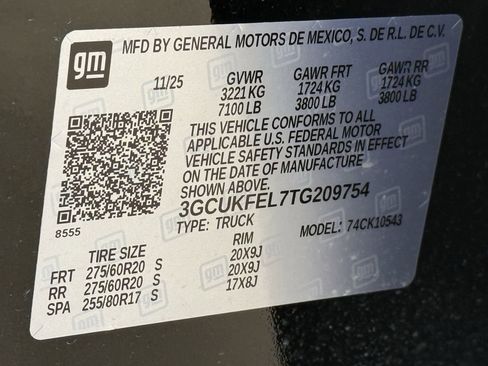 gm MFD BY GENERAL MOTORS DE MEXICO, S. DE R.L. DE C.V.
11/25 GVWR GAWR FRT GAWR RR
3221 KG 1724 KG 1724 KG
7100 LB 3800 LB 3800 LB
THIS VEHICLE CONFORMS TO ALL
APPLICABLE U.S. FEDERAL MOTOR
VEHICLE SAFETY STANDARDS IN EFFECT
ON THE DATE OF MANUFACTURE
SHOWN ABOVE.
3GCUKFEL7TG209754
8555 TYPE: TRUCK MODEL: 74CK10543
TIRE SIZE RIM
FRT 275/60R20 S 20X9J
RR 275/60R20 S 20X9J
SPA 255/80R17 S 17X8J